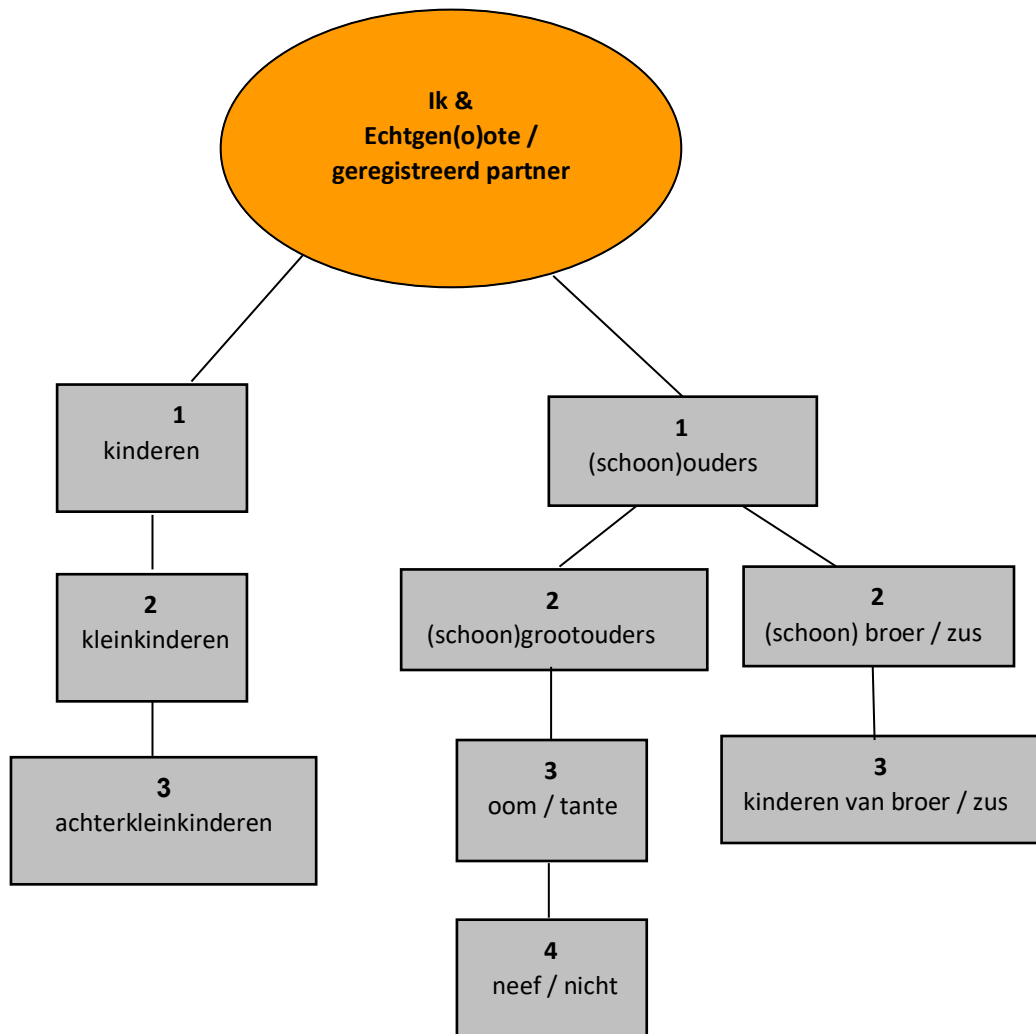 Ik &
Echtgen(o)ote /
geregistreerd partner
1
kinderen
1
(schoon)ouders
2
kleinkinderen
2
(schoon)grootouders
2
(schoon) broer / zus
3
achterkleinkinderen
3
oom / tante
3
kinderen van broer / zus
4
neef / nicht